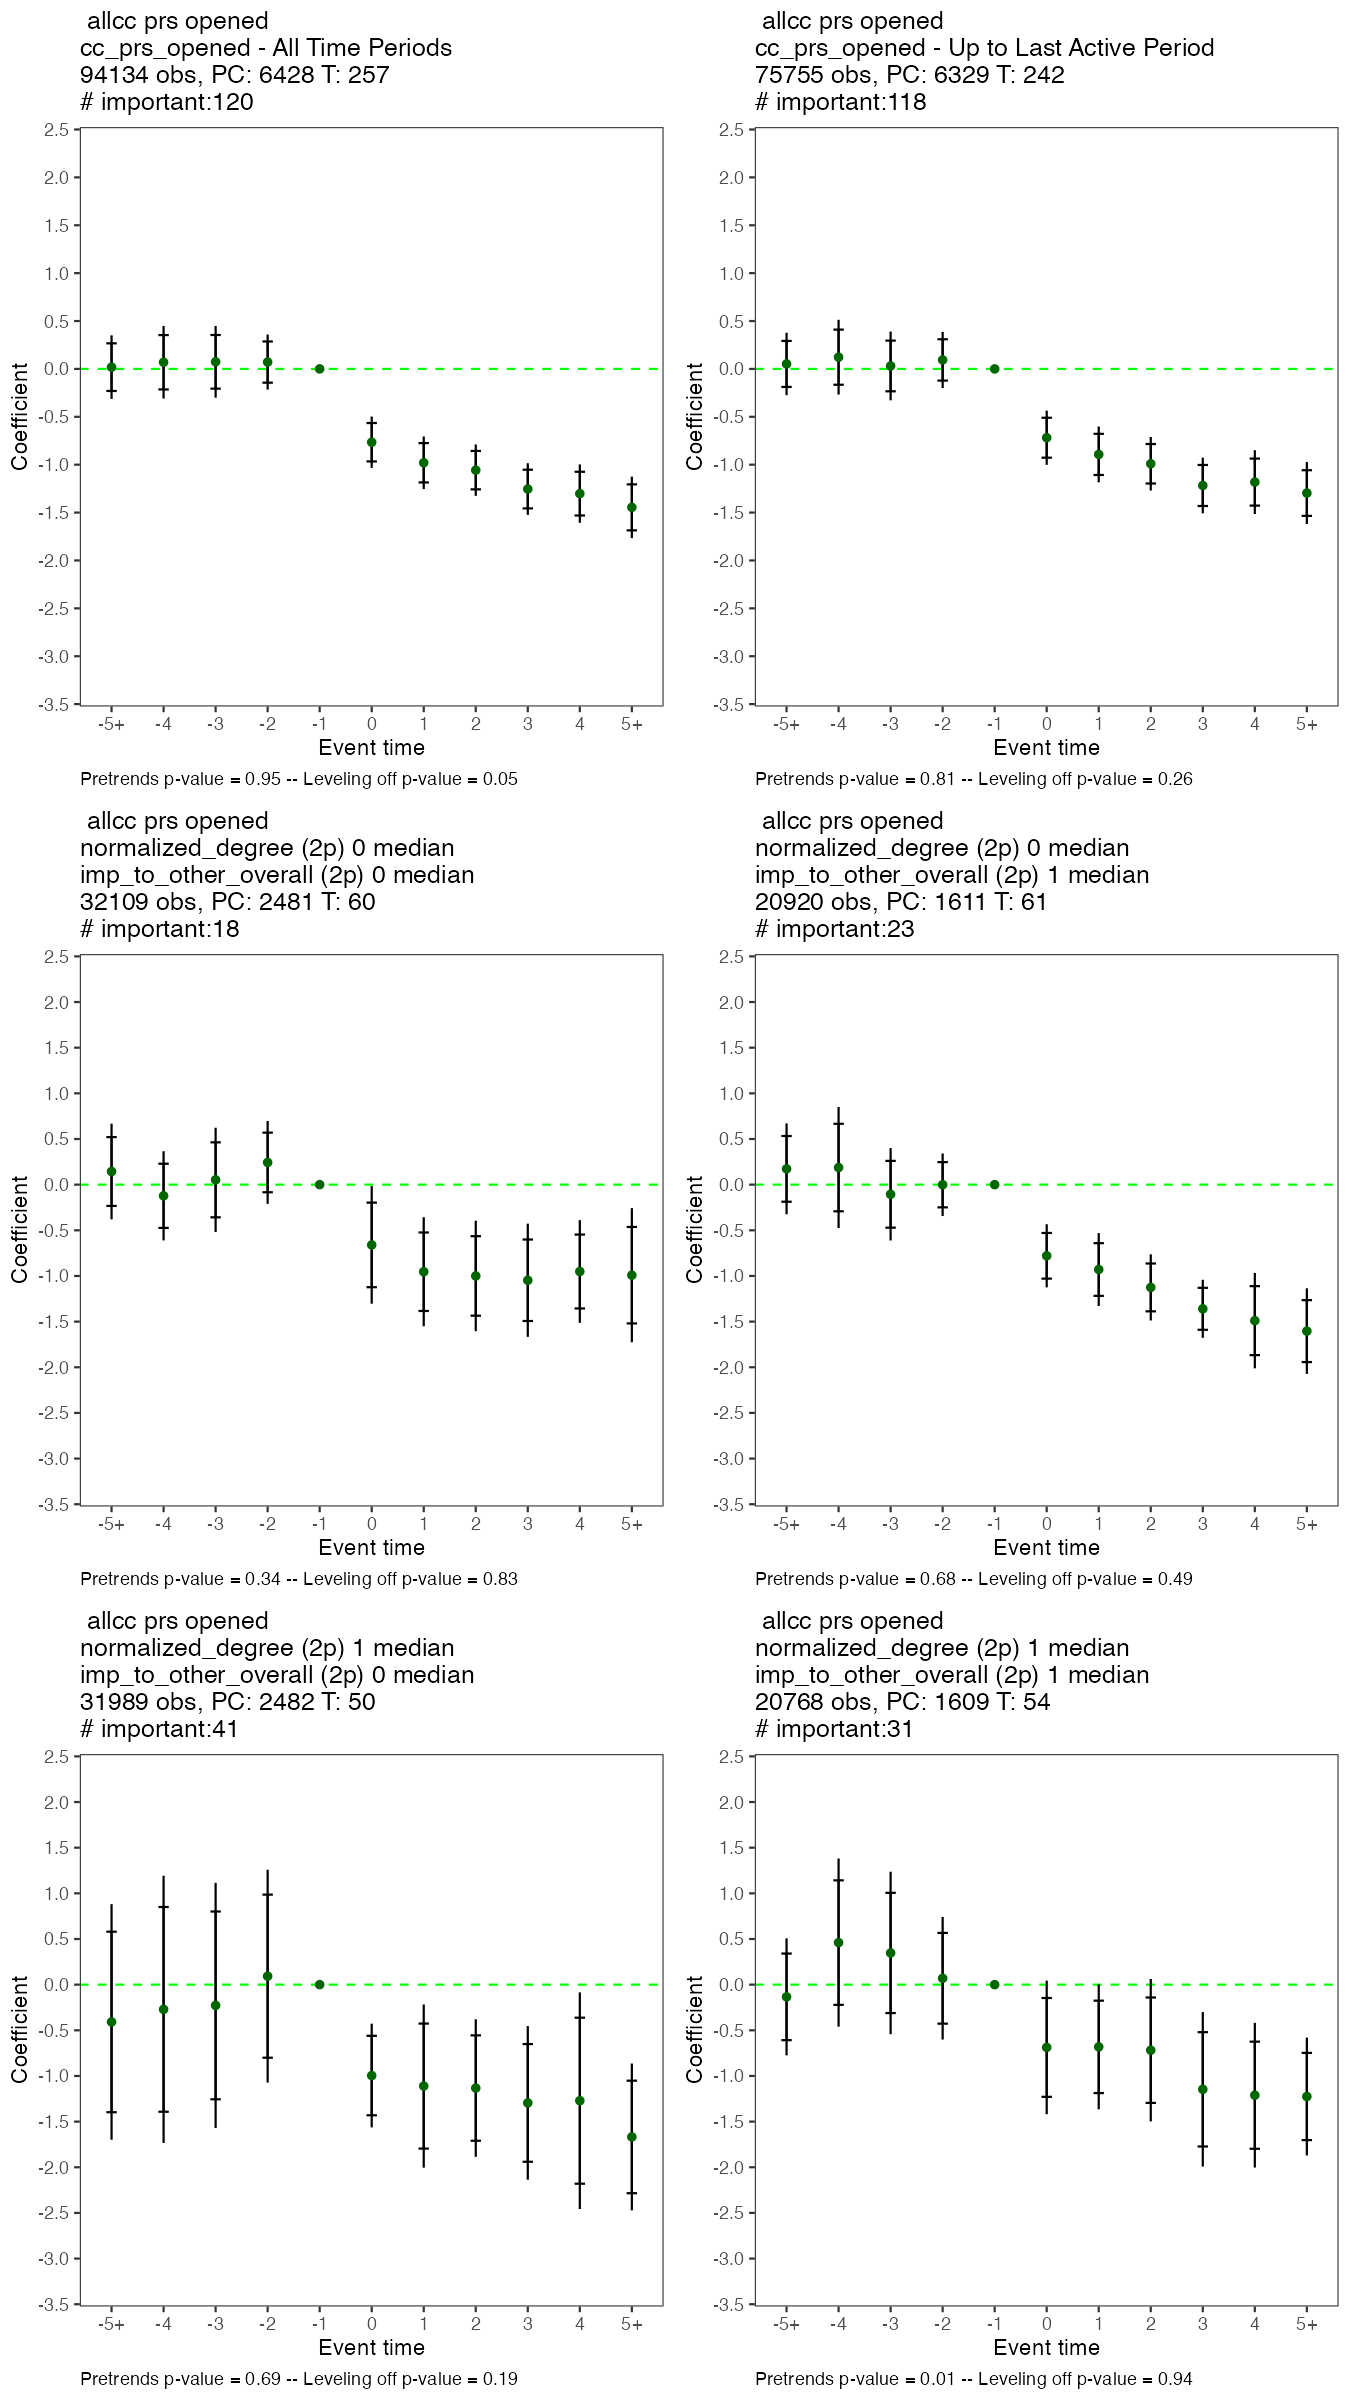 allcc prs opened
cc_prs_opened - All Time Periods
94134 obs, PC: 6428 T: 257
# important:120
2.5
2.0
1.5
1.0
0.5
0.0
-0.5
-1.0
-1.5
-2.0
-2.5
-3.0
-3.5
Coefficient
-5+ -4 -3 -2 -1 0 1 2 3 4 5+
Event time
Pretrends p-value = 0.95 -- Leveling off p-value = 0.05
allcc prs opened
cc_prs_opened - Up to Last Active Period
75755 obs, PC: 6329 T: 242
# important:118
2.5
2.0
1.5
1.0
0.5
0.0
-0.5
-1.0
-1.5
-2.0
-2.5
-3.0
-3.5
Coefficient
-5+ -4 -3 -2 -1 0 1 2 3 4 5+
Event time
Pretrends p-value = 0.81 -- Leveling off p-value = 0.26
allcc prs opened
normalized_degree (2p) 0 median
imp_to_other_overall (2p) 0 median
32109 obs, PC: 2481 T: 60
# important:18
2.5
2.0
1.5
1.0
0.5
0.0
-0.5
-1.0
-1.5
-2.0
-2.5
-3.0
-3.5
Coefficient
-5+ -4 -3 -2 -1 0 1 2 3 4 5+
Event time
Pretrends p-value = 0.34 -- Leveling off p-value = 0.83
allcc prs opened
normalized_degree (2p) 0 median
imp_to_other_overall (2p) 1 median
20920 obs, PC: 1611 T: 61
# important:23
2.5
2.0
1.5
1.0
0.5
0.0
-0.5
-1.0
-1.5
-2.0
-2.5
-3.0
-3.5
Coefficient
-5+ -4 -3 -2 -1 0 1 2 3 4 5+
Event time
Pretrends p-value = 0.68 -- Leveling off p-value = 0.49
allcc prs opened
normalized_degree (2p) 1 median
imp_to_other_overall (2p) 0 median
31989 obs, PC: 2482 T: 50
# important:41
2.5
2.0
1.5
1.0
0.5
0.0
-0.5
-1.0
-1.5
-2.0
-2.5
-3.0
-3.5
Coefficient
-5+ -4 -3 -2 -1 0 1 2 3 4 5+
Event time
Pretrends p-value = 0.69 -- Leveling off p-value = 0.19
allcc prs opened
normalized_degree (2p) 1 median
imp_to_other_overall (2p) 1 median
20768 obs, PC: 1609 T: 54
# important:31
2.5
2.0
1.5
1.0
0.5
0.0
-0.5
-1.0
-1.5
-2.0
-2.5
-3.0
-3.5
Coefficient
-5+ -4 -3 -2 -1 0 1 2 3 4 5+
Event time
Pretrends p-value = 0.01 -- Leveling off p-value = 0.94